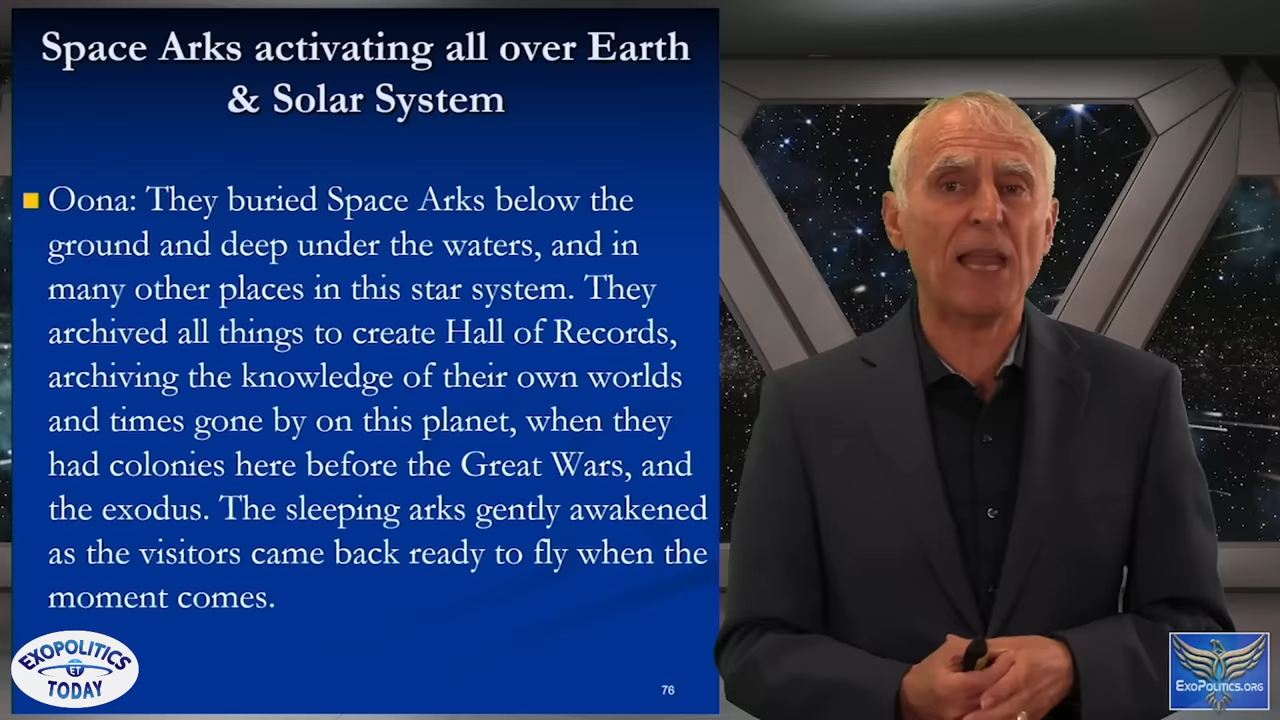 Space Arks activating all over Earth
& Solar System
Oona: They buried Space Arks below the
ground and deep under the waters, and in
many other places in this star system. They
archived all things to create Hall of Records,
archiving the knowledge of their own worlds
and times gone by on this planet, when they
had colonies here before the Great Wars, and
the exodus. The sleeping arks gently awakened
as the visitors came back ready to fly when the
moment comes.
EXOPOLITICS
ET
TODAY
76
EXOPOLITICS.ORG